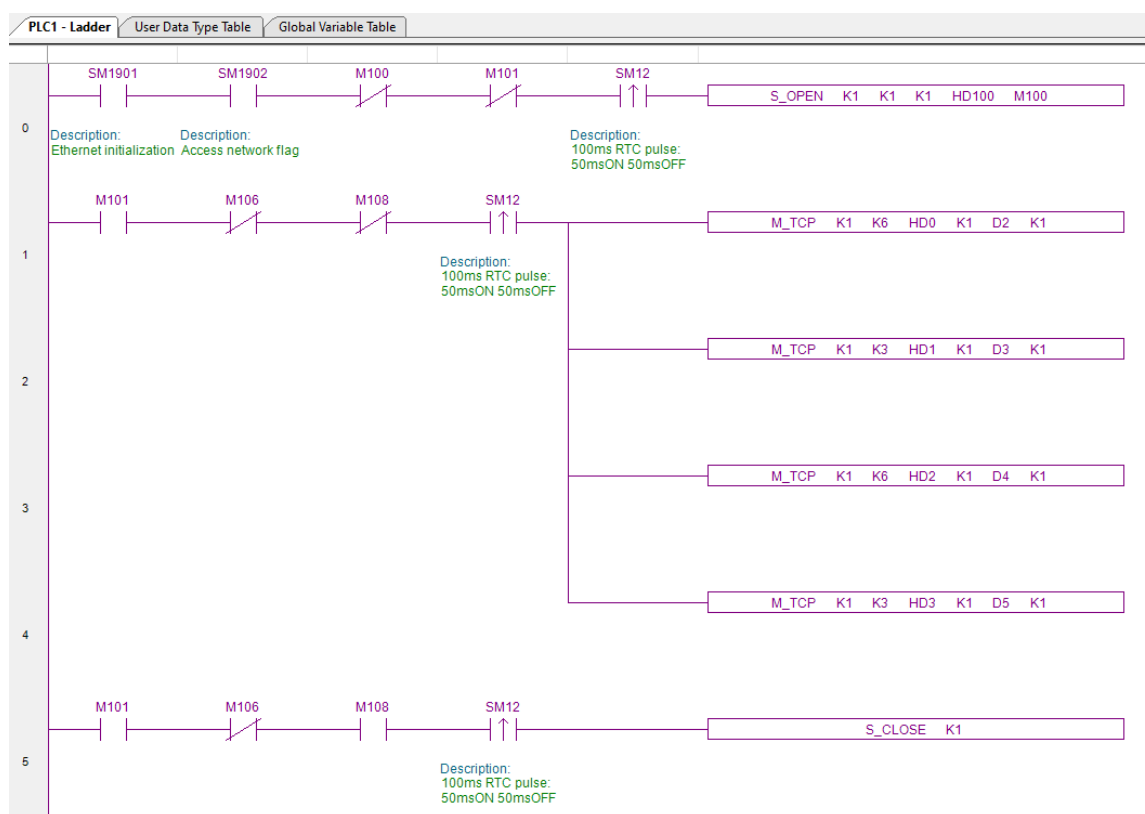 PLC1 - Ladder User Data Type Table Global Variable Table
SM1901 SM1902 M100 M101 SM12
S_OPEN K1 K1 K1 HD100 M100
0
Description: Description: Description:
Ethernet initialization Access network flag 100ms RTC pulse:
50msON 50msOFF
M101 M106 M108 SM12
M_TCP K1 K6 HD0 K1 D2 K1
1
Description:
100ms RTC pulse:
50msON 50msOFF
M_TCP K1 K3 HD1 K1 D3 K1
2
M_TCP K1 K6 HD2 K1 D4 K1
3
M_TCP K1 K3 HD3 K1 D5 K1
4
M101 M106 M108 SM12
S_CLOSE K1
5
Description:
100ms RTC pulse:
50msON 50msOFF